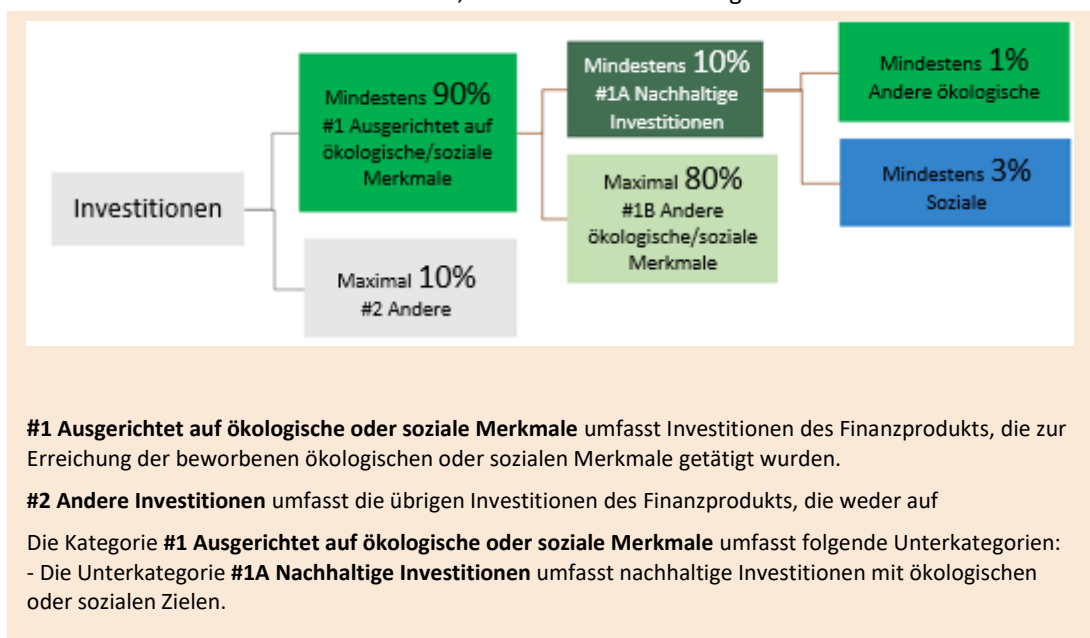 Investitionen
Mindestens 90%
#1 Ausgerichtet auf
ökologische/soziale
Merkmale
Maximal 10%
#2 Andere
Mindestens 10%
#1A Nachhaltige
Investitionen
Maximal 80%
#1B Andere
ökologische/soziale
Merkmale
Mindestens 1%
Andere ökologische
Mindestens 3%
Soziale
#1 Ausgerichtet auf ökologische oder soziale Merkmale umfasst Investitionen des Finanzprodukts, die zur
Erreichung der beworbenen ökologischen oder sozialen Merkmale getätigt wurden.
#2 Andere Investitionen umfasst die übrigen Investitionen des Finanzprodukts, die weder auf
Die Kategorie #1 Ausgerichtet auf ökologische oder soziale Merkmale umfasst folgende Unterkategorien:
- Die Unterkategorie #1A Nachhaltige Investitionen umfasst nachhaltige Investitionen mit ökologischen
oder sozialen Zielen.